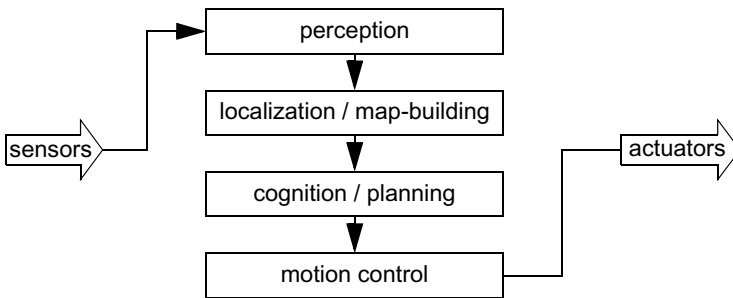 perception
localization / map-building
sensors
actuators
cognition / planning
motion control